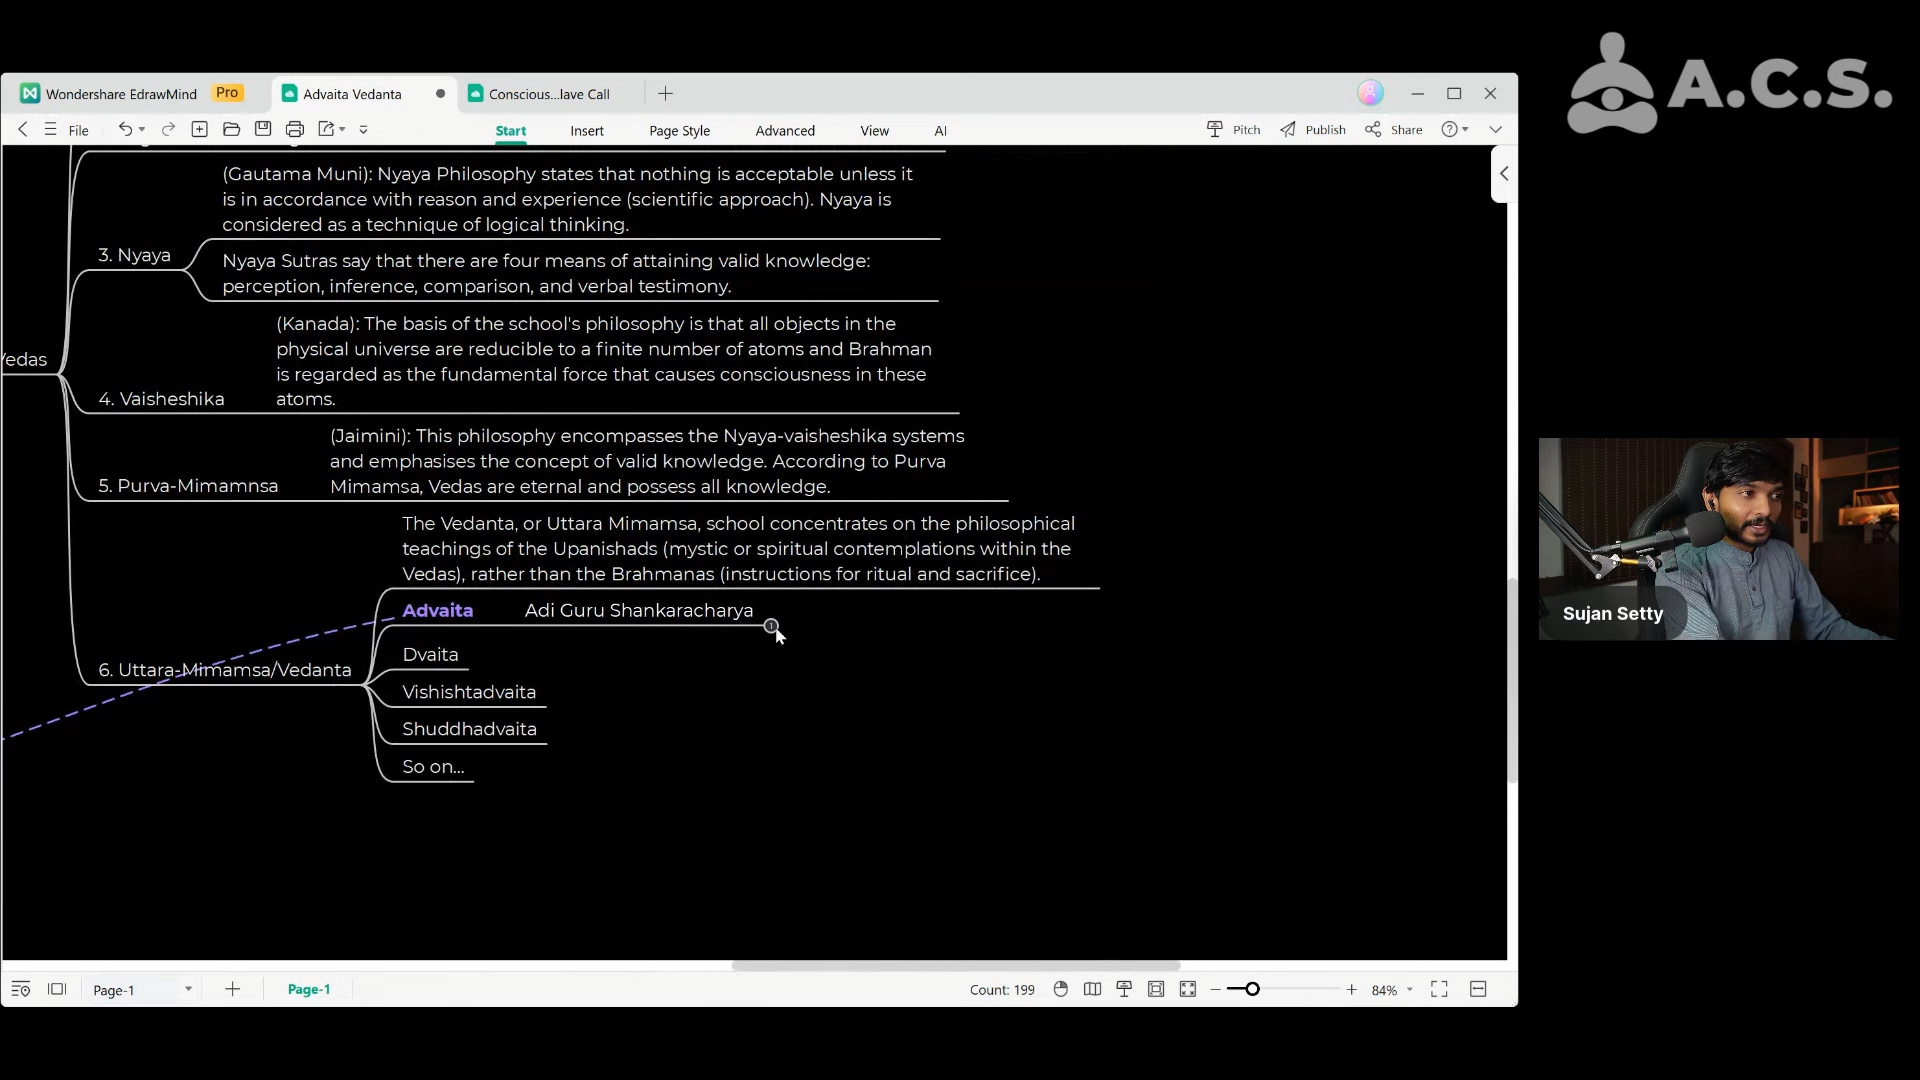 A.C.S.
Wondershare EdrawMind Pro
Advaita Vedanta
Conscious...lave Call
File
Start Insert Page Style Advanced View AI
Pitch Publish Share
(Gautama Muni): Nyaya Philosophy states that nothing is acceptable unless it
is in accordance with reason and experience (scientific approach). Nyaya is
considered as a technique of logical thinking.
3. Nyaya
Nyaya Sutras say that there are four means of attaining valid knowledge:
perception, inference, comparison, and verbal testimony.
(Kanada): The basis of the school's philosophy is that all objects in the
physical universe are reducible to a finite number of atoms and Brahman
is regarded as the fundamental force that causes consciousness in these
atoms.
Vedas
4. Vaisheshika
(Jaimini): This philosophy encompasses the Nyaya-vaisheshika systems
and emphasises the concept of valid knowledge. According to Purva
Mimamsa, Vedas are eternal and possess all knowledge.
5. Purva-Mimamnsa
The Vedanta, or Uttara Mimamsa, school concentrates on the philosophical
teachings of the Upanishads (mystic or spiritual contemplations within the
Vedas), rather than the Brahmanas (instructions for ritual and sacrifice).
Advaita Adi Guru Shankaracharya
1
6. Uttara-Mimamsa/Vedanta
Dvaita
Vishishtadvaita
Shuddhadvaita
So on...
Sujan Setty
Page-1
Page-1
Count: 199
84%